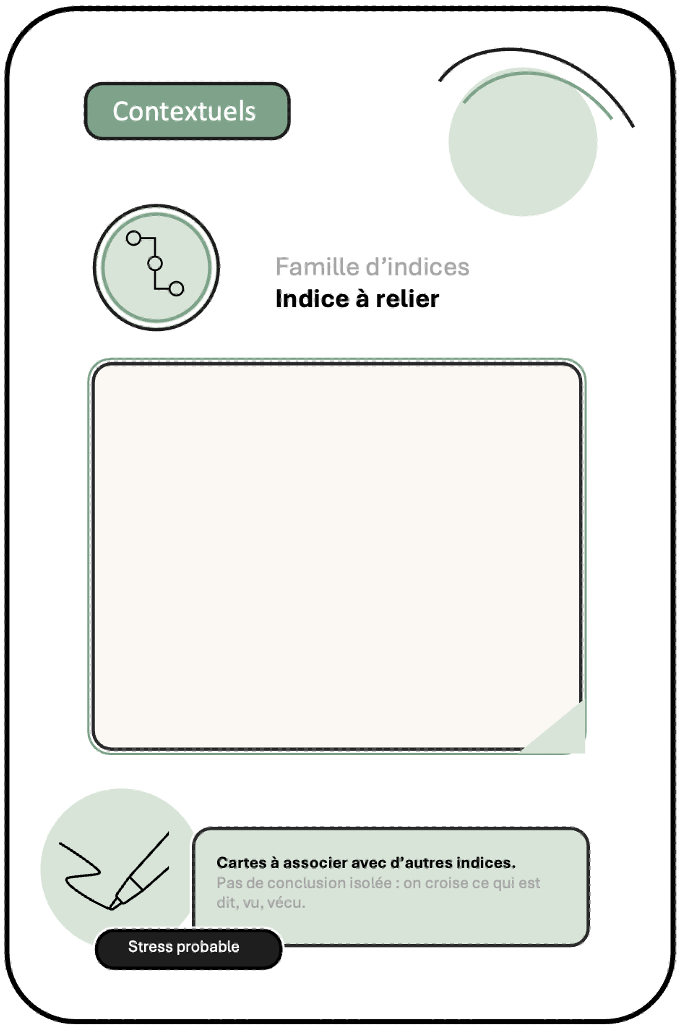 Contextuels
Famille d’indices
Indice à relier
Cartes à associer avec d’autres indices.
Pas de conclusion isolée : on croise ce qui est
dit, vu, vécu.
Stress probable